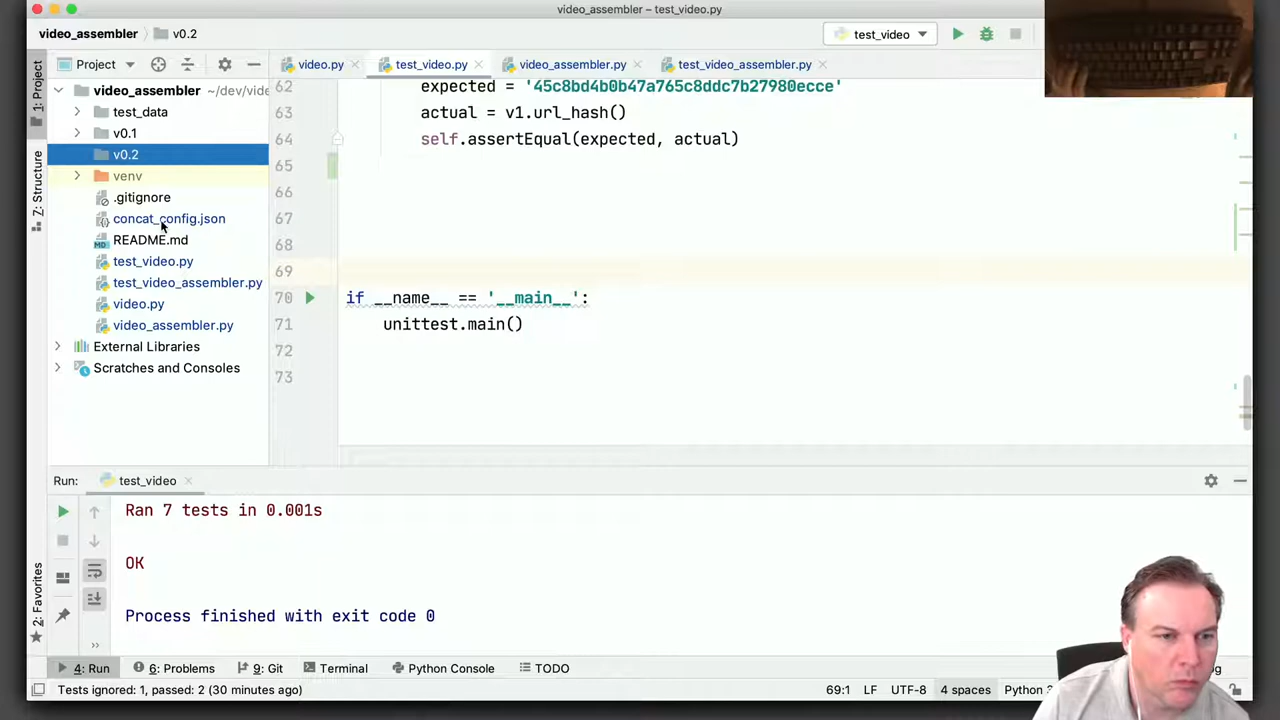 video_assembler – test_video.py
video_assembler
v0.2
test_video
1: Project
Project
video.py
test_video.py
video_assembler.py
test_video_assembler.py
video_assembler
~/dev/vide
test_data
v0.1
v0.2
venv
.gitignore
concat_config.json
README.md
test_video.py
test_video_assembler.py
video.py
video_assembler.py
External Libraries
Scratches and Consoles
Z: Structure
62 expected = '45c8bd4b0b47a765c8ddc7b27980ecce'
63 actual = v1.url_hash()
64 self.assertEqual(expected, actual)
65
66
67
68
69
70 if __name__ == '__main__':
71 unittest.main()
72
73
Run:
test_video
Ran 7 tests in 0.001s
OK
Process finished with exit code 0
2: Favorites
4: Run
6: Problems
9: Git
Terminal
Python Console
TODO
Tests ignored: 1, passed: 2 (30 minutes ago)
69:1
LF
UTF-8
4 spaces
Python